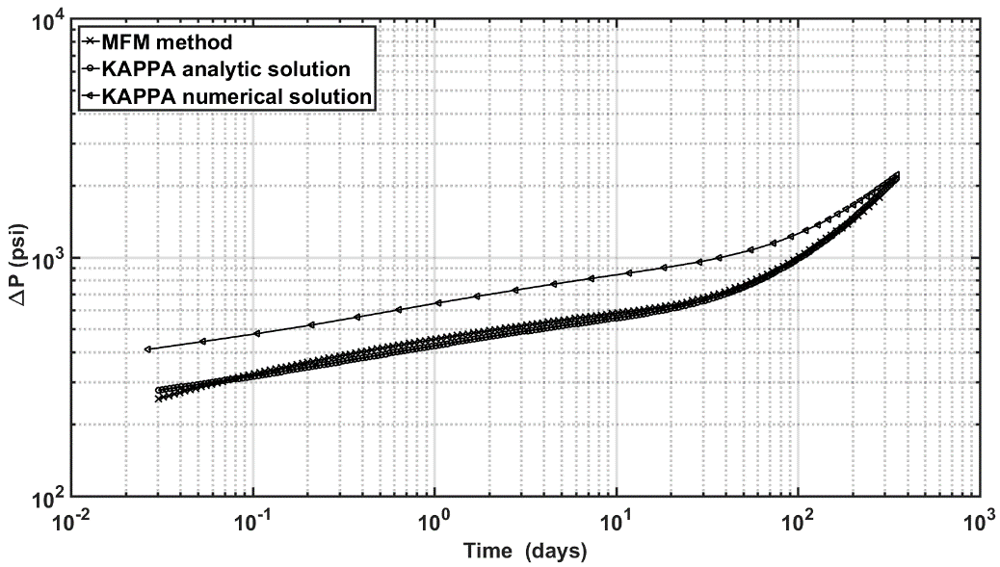 10^4
MFM method
KAPPA analytic solution
KAPPA numerical solution
ΔP (psi)
10^3
10^2
10^-2 10^-1 10^0 10^1 10^2 10^3
Time (days)